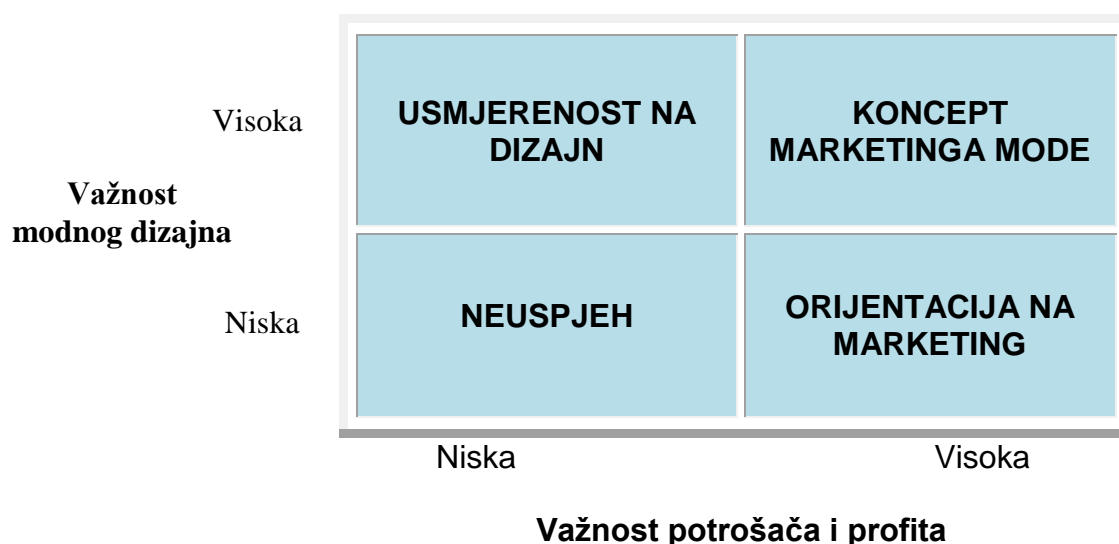 USMJERENOST NA
DIZAJN
KONCEPT
MARKETINGA MODE
Visoka
Važnost
modnog dizajna
NEUSPJEH
ORIJENTACIJA NA
MARKETING
Niska
Niska
Visoka
Važnost potrošača i profita